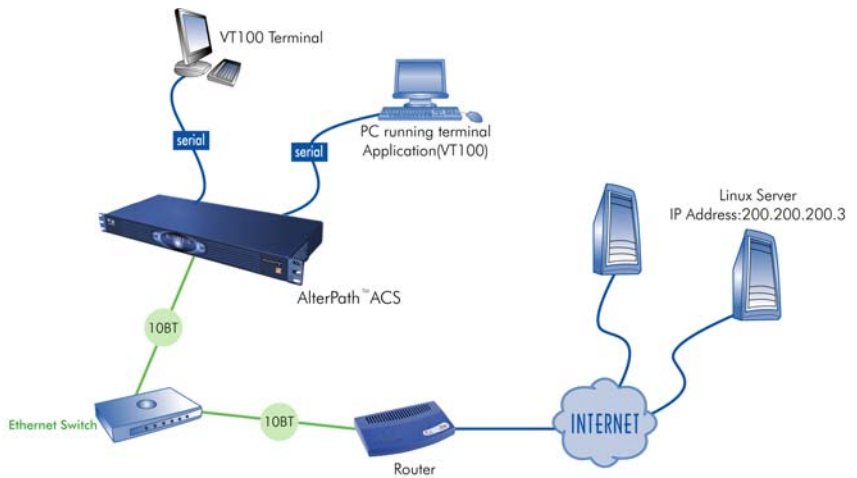 VT100 Terminal
serial
serial
PC running terminal
Application(VT100)
Linux Server
IP Address:200.200.200.3
AlterPath™ACS
10BT
Ethernet Switch
10BT
Router
INTERNET